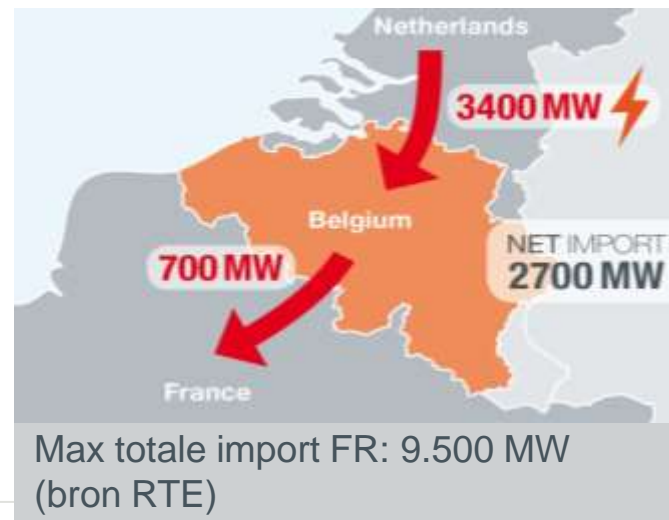 Netherlands
3400 MW
Belgium
NET IMPORT
2700 MW
700 MW
France
Max totale import FR: 9.500 MW
(bron RTE)